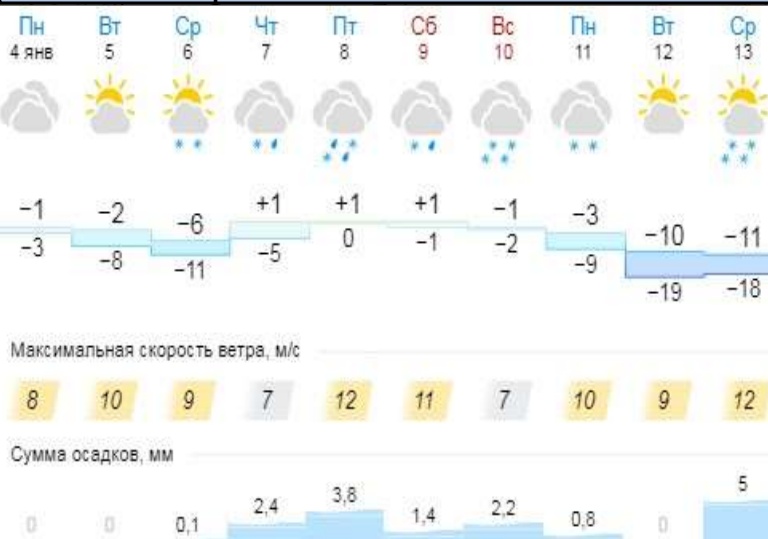 Пн Вт Ср Чт Пт Сб Вс Пн Вт Ср
4 янв 5 6 7 8 9 10 11 12 13
−1 −2 −6 +1 +1 +1 −1 −3 −10 −11
−3 −8 −11 −5 0 −1 −2 −9 −19 −18
Максимальная скорость ветра, м/с
8 10 9 7 12 11 7 10 9 12
Сумма осадков, мм
0 0 0,1 2,4 3,8 1,4 2,2 0,8 0 5